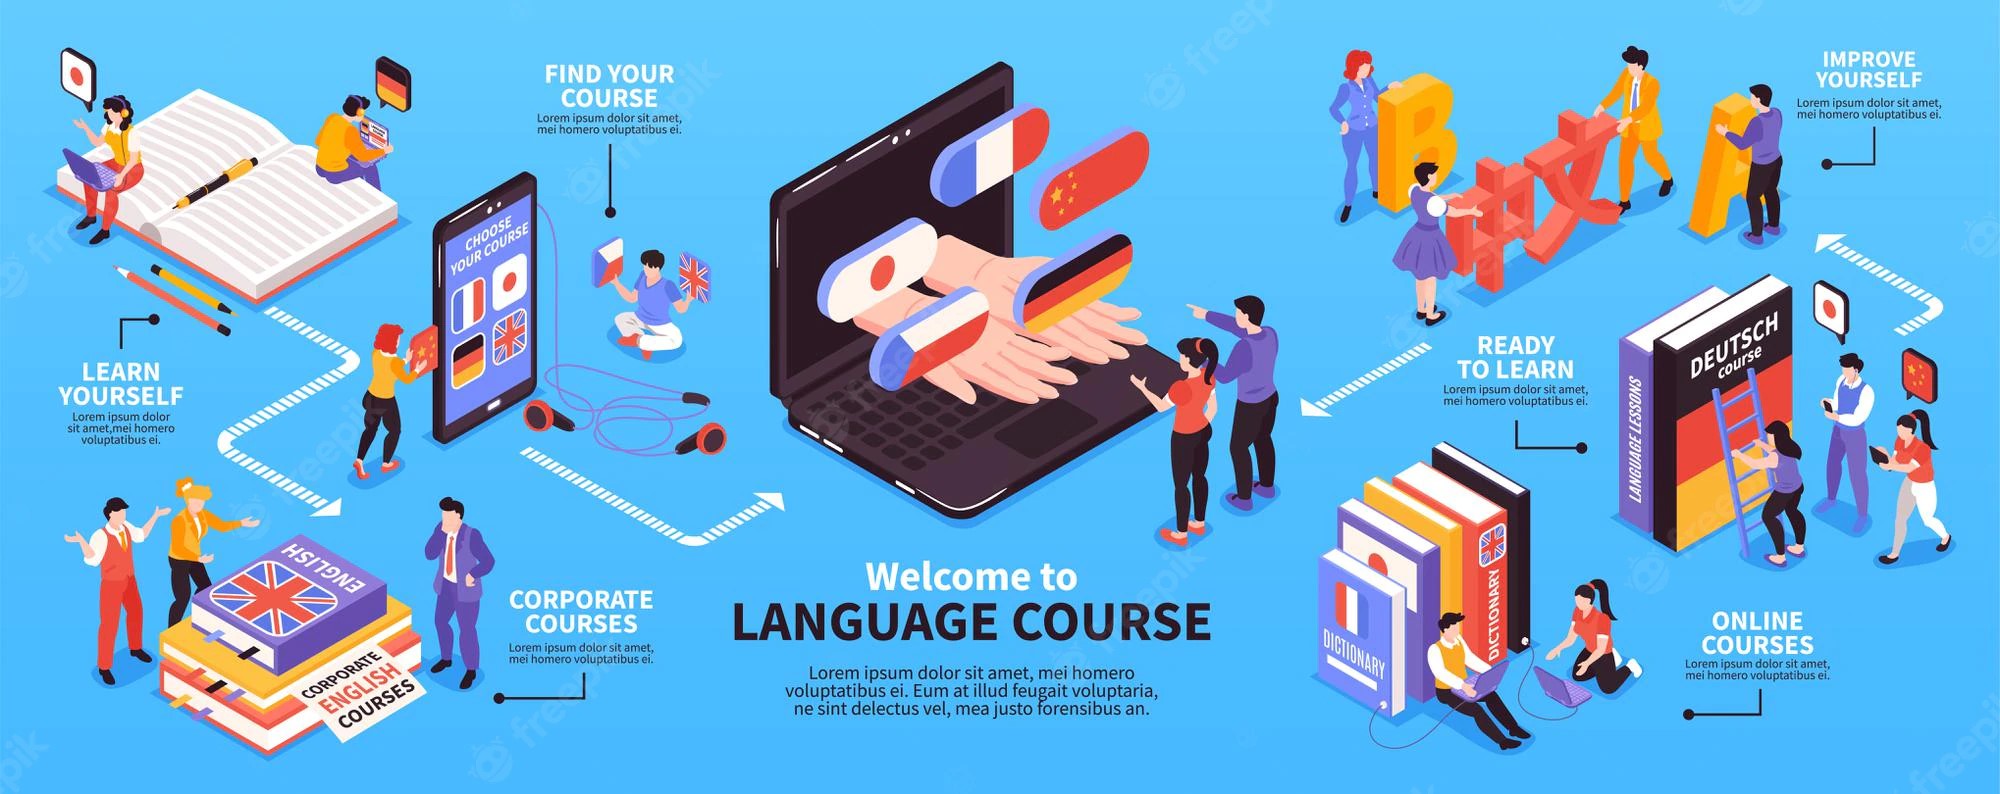 FIND YOUR
COURSE
Lorem ipsum dolor sit amet,
mei homero voluptatibus ei.
IMPROVE
YOURSELF
Lorem ipsum dolor sit amet,
mei homero voluptatibus ei.
CHOOSE
YOUR COURSE
B
A
LEARN
YOURSELF
Lorem ipsum dolor
sit am,mei homero
voluptatibus ei.
READY
TO LEARN
Lorem ipsum dolor sit amet,
mei homero voluptatibus ei.
LANGUAGE LESSONS
DEUTSCH
course
ENGLISH
CORPORATE
ENGLISH
COURSES
CORPORATE
COURSES
Lorem ipsum dolor sit amet,
mei homero voluptatibus ei.
Welcome to
LANGUAGE COURSE
Lorem ipsum dolor sit amet, mei homero
voluptatibus ei. Eum at illud feugait voluptaria,
ne sint delectus vel, mea justo forensibus an.
DICTIONARY
DICTIONARY
ONLINE
COURSES
Lorem ipsum dolor sit amet,
mei homero voluptatibus ei.
freepik